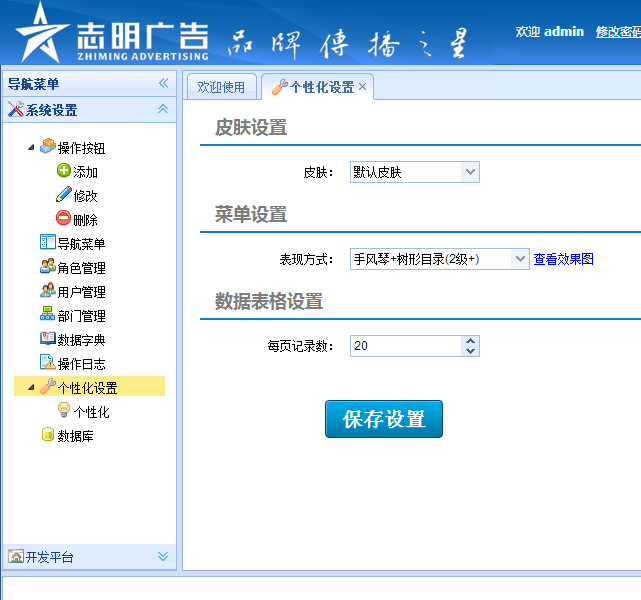 志明广告
ZHIMING ADVERTISING
品牌傳播之星
欢迎 admin 修改密码
导航菜单
系统设置
操作按钮
添加
修改
删除
导航菜单
角色管理
用户管理
部门管理
数据字典
操作日志
个性化设置
个性化
数据库
开发平台
欢迎使用 个性化设置
皮肤设置
皮肤： 默认皮肤
菜单设置
表现方式： 手风琴+树形目录(2级+) 查看效果图
数据表格设置
每页记录数： 20
保存设置